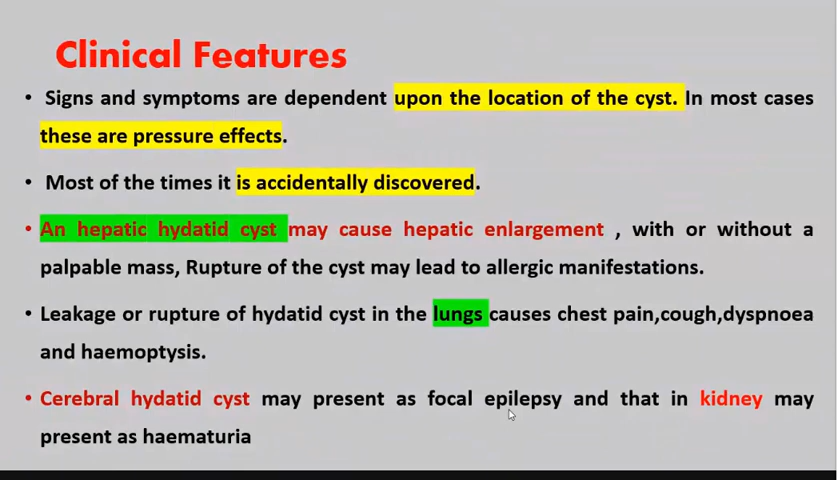 Clinical Features
• Signs and symptoms are dependent upon the location of the cyst. In most cases
these are pressure effects.
• Most of the times it is accidentally discovered.
• An hepatic hydatid cyst may cause hepatic enlargement , with or without a
palpable mass, Rupture of the cyst may lead to allergic manifestations.
• Leakage or rupture of hydatid cyst in the lungs causes chest pain,cough,dyspnoea
and haemoptysis.
• Cerebral hydatid cyst may present as focal epilepsy and that in kidney may
present as haematuria